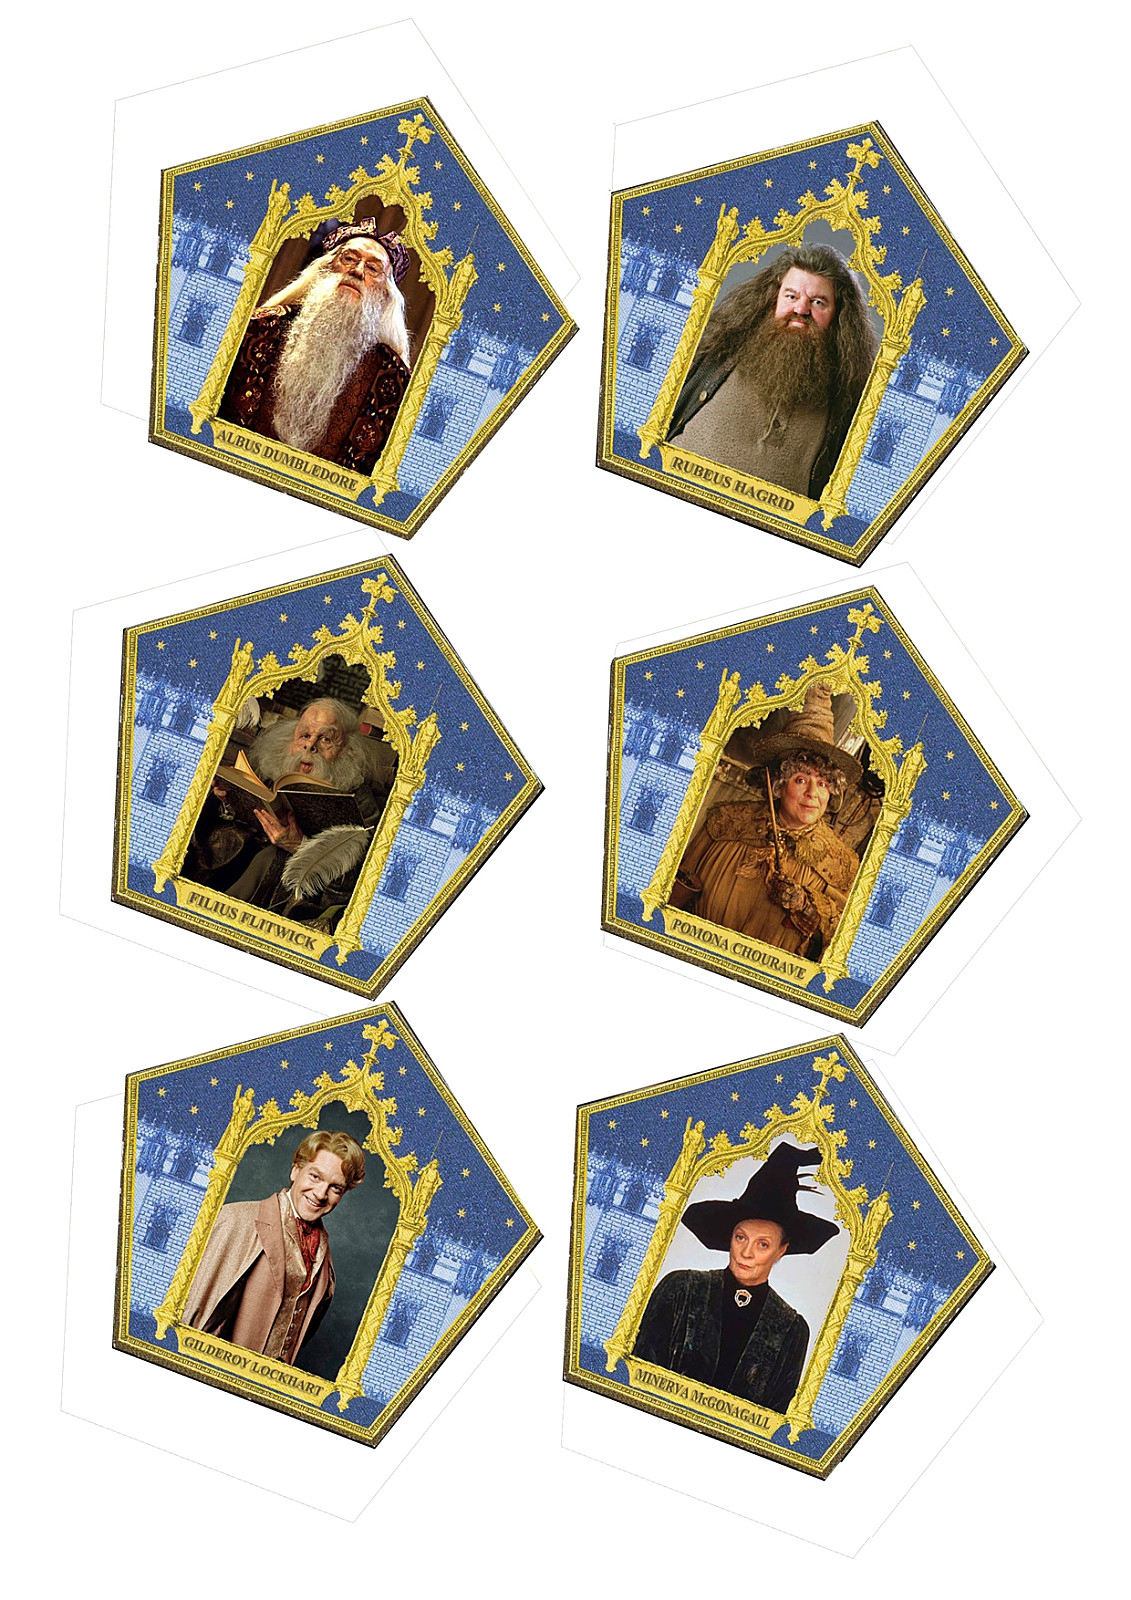 ALBUS DUMBLEDORE
RUBEUS HAGRID
FILIUS FLITWICK
POMONA CHOURAVE
GILDEROY LOCKHART
MINERVA McGONAGALL